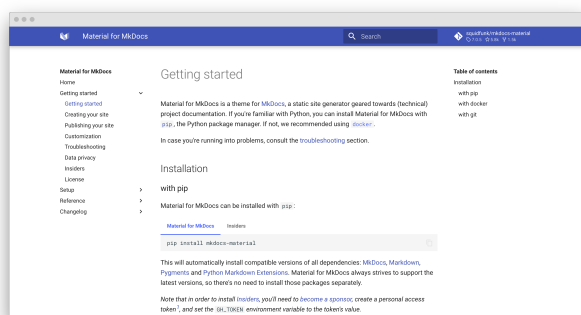 Material for MkDocs
Search
squidfunk/mkdocs-material
Material for MkDocs
Home
Getting started
Getting started
Creating your site
Publishing your site
Customization
Troubleshooting
Data privacy
Insiders
License
Setup
Reference
Changelog
Getting started
Material for MkDocs is a theme for MkDocs, a static site generator geared towards (technical)
project documentation. If you're familiar with Python, you can install Material for MkDocs with
pip, the Python package manager. If not, we recommended using docker.
In case you're running into problems, consult the troubleshooting section.
Installation
with pip
Material for MkDocs can be installed with pip:
Material for MkDocs Insiders
pip install mkdocs-material
This will automatically install compatible versions of all dependencies: MkDocs, Markdown,
Pygments and Python Markdown Extensions. Material for MkDocs always strives to support the
latest versions, so there's no need to install those packages separately.
Note that in order to install Insiders, you'll need to become a sponsor, create a personal access
token1, and set the GH_TOKEN environment variable to the token's value.
Table of contents
Installation
with pip
with docker
with git